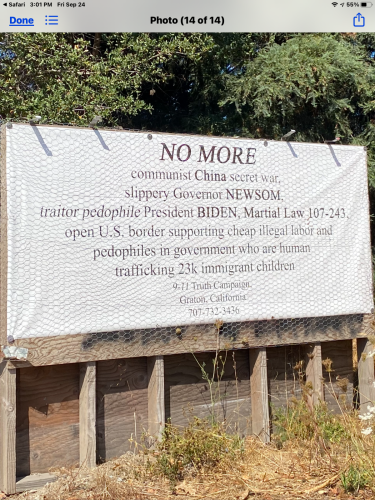 Safari 3:01 PM Fri Sep 24 55%
Done Photo (14 of 14)
NO MORE
communist China secret war,
slippery Governor NEWSOM,
traitor pedophile President BIDEN, Martial Law 107-243,
open U.S. border supporting cheap illegal labor and
pedophiles in government who are human
trafficking 23k immigrant children
9-11 Truth Campaign,
Graton, California
707-732-3436